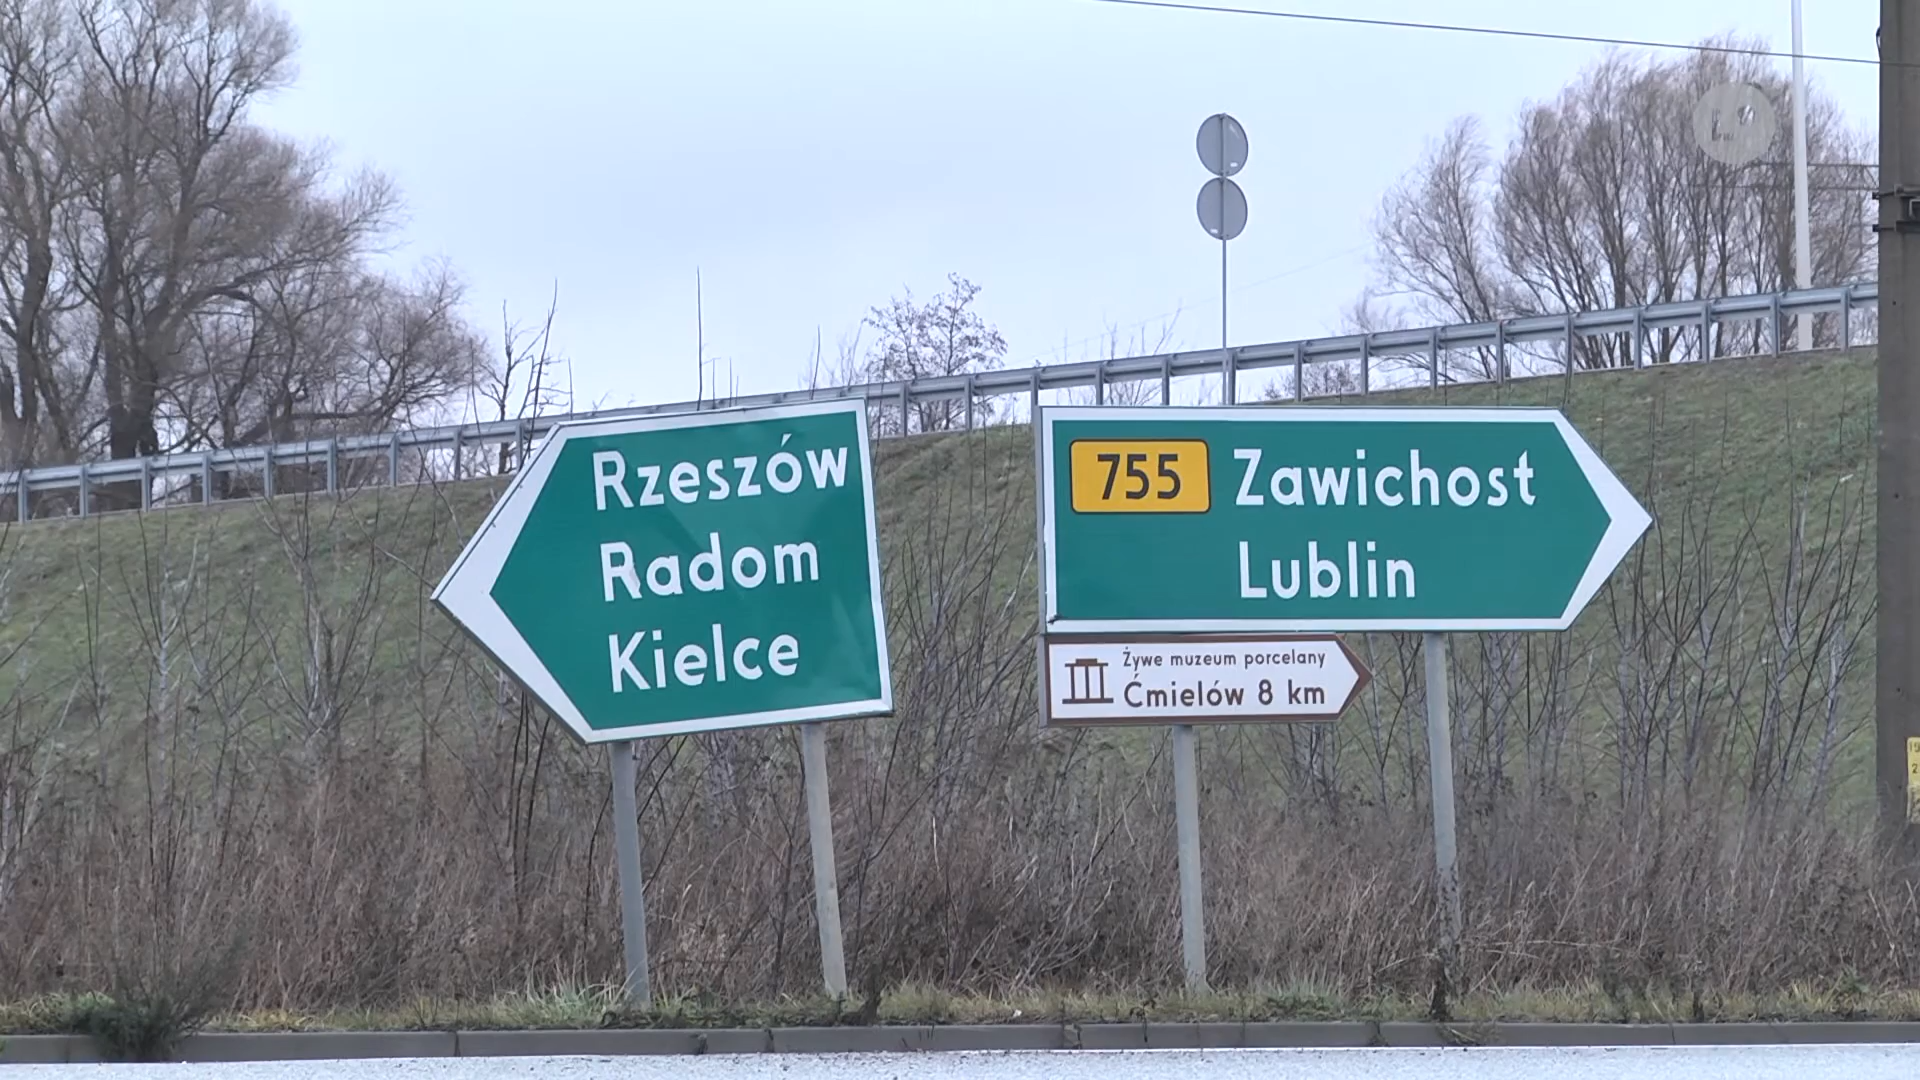 Rzeszów
Radom
Kielce
755 Zawichost
Lublin
Żywe muzeum porcelany
Ćmielów 8 km